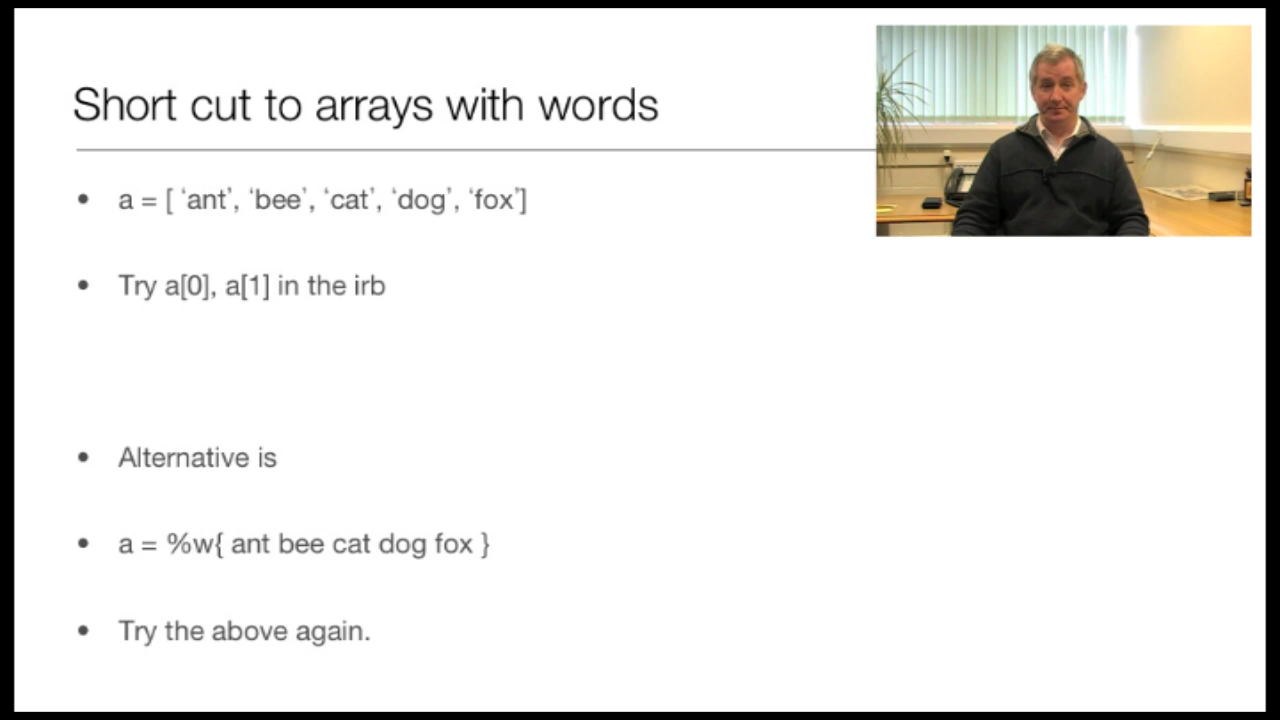 Short cut to arrays with words
• a = [ ‘ant’, ‘bee’, ‘cat’, ‘dog’, ‘fox’]
• Try a[0], a[1] in the irb
• Alternative is
• a = %w{ ant bee cat dog fox }
• Try the above again.